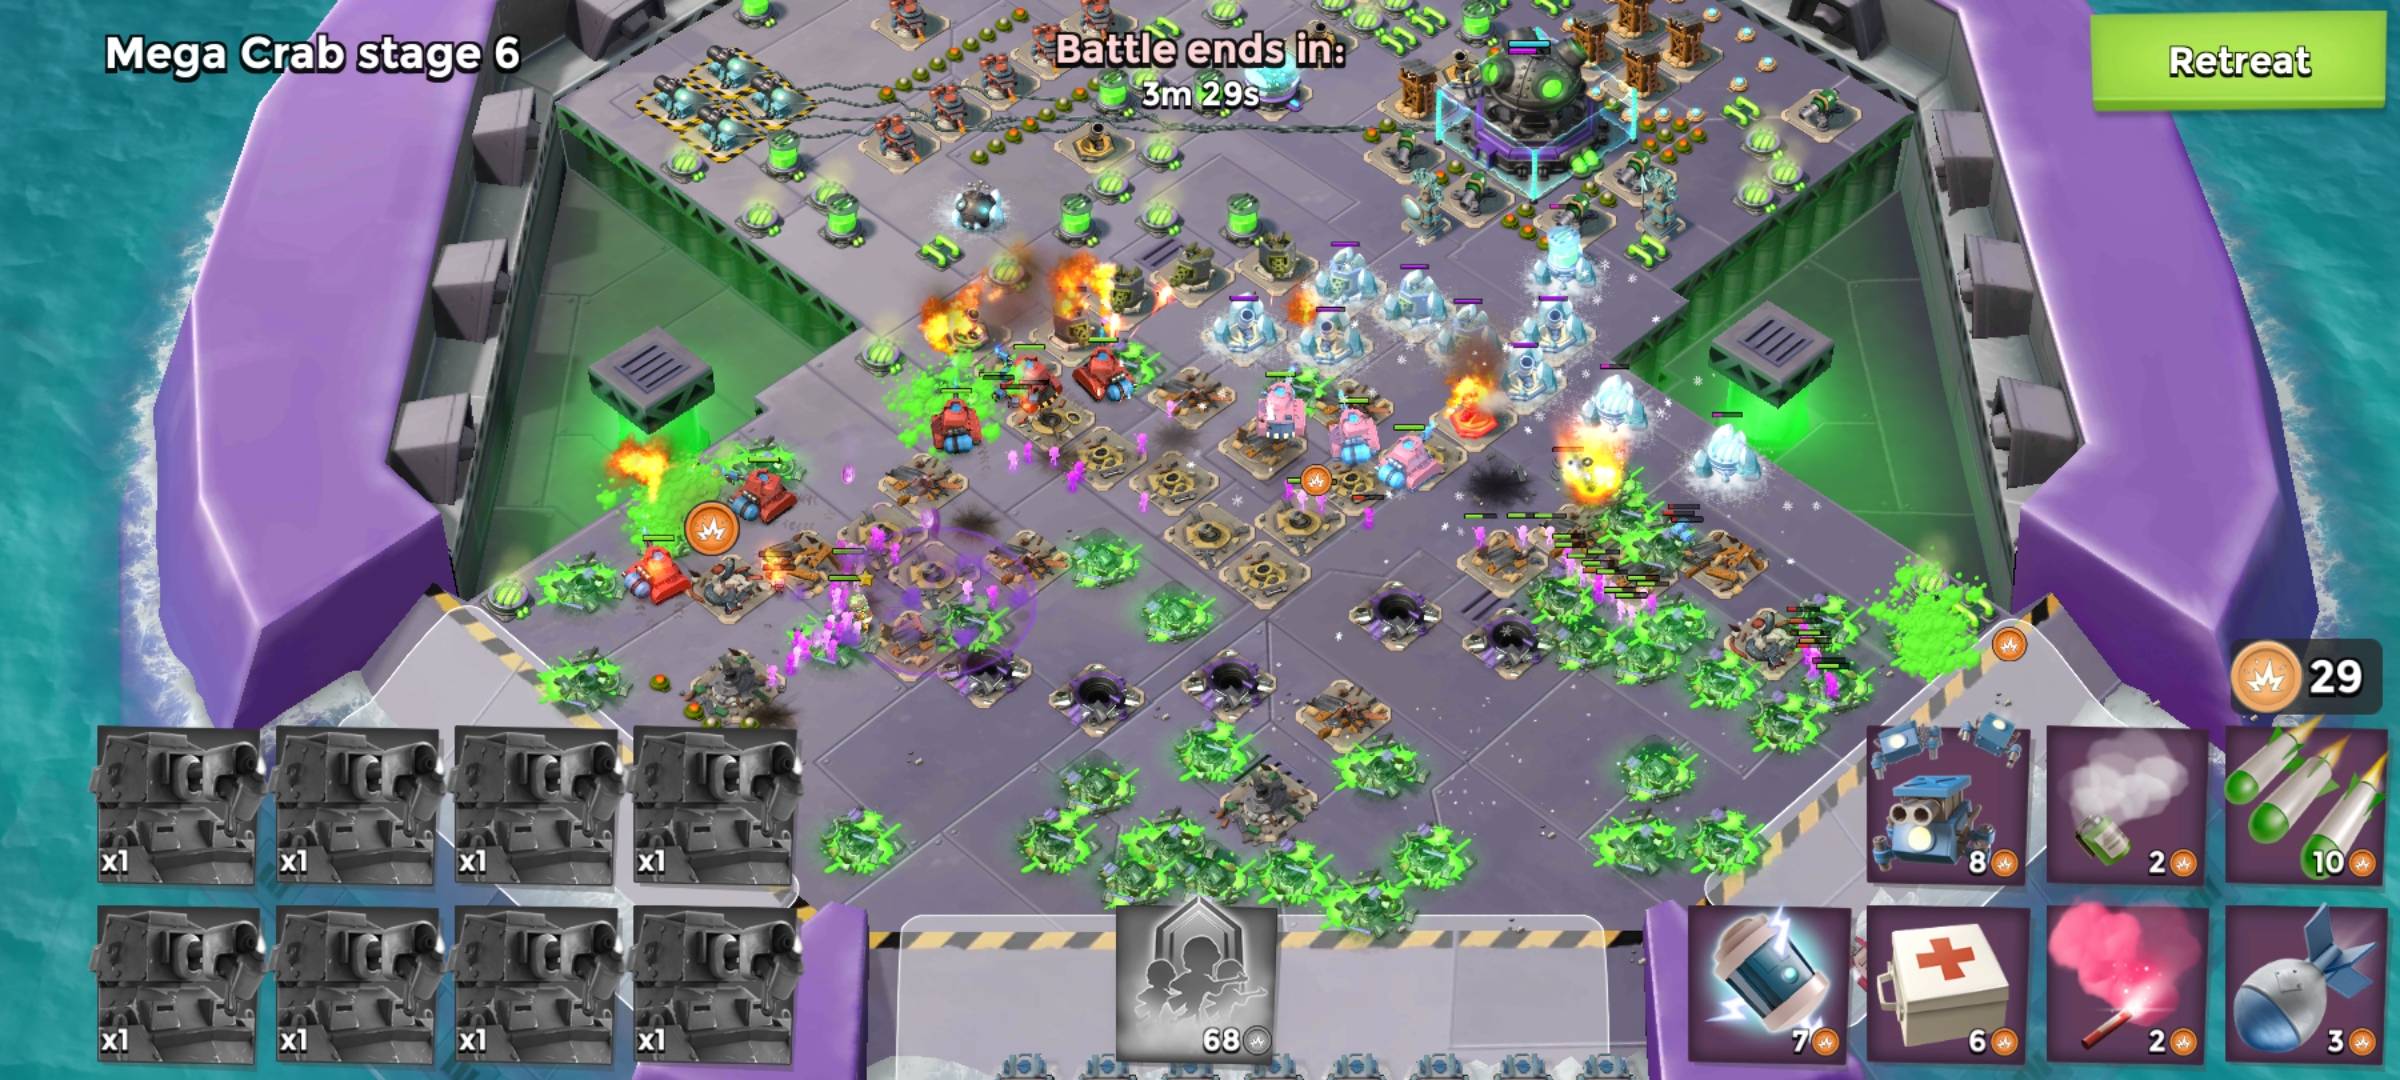 Mega Crab stage 6
Battle ends in:
3m 29s
Retreat
29
8
2
10
x1
x1
x1
x1
x1
x1
x1
x1
68
7
6
2
3